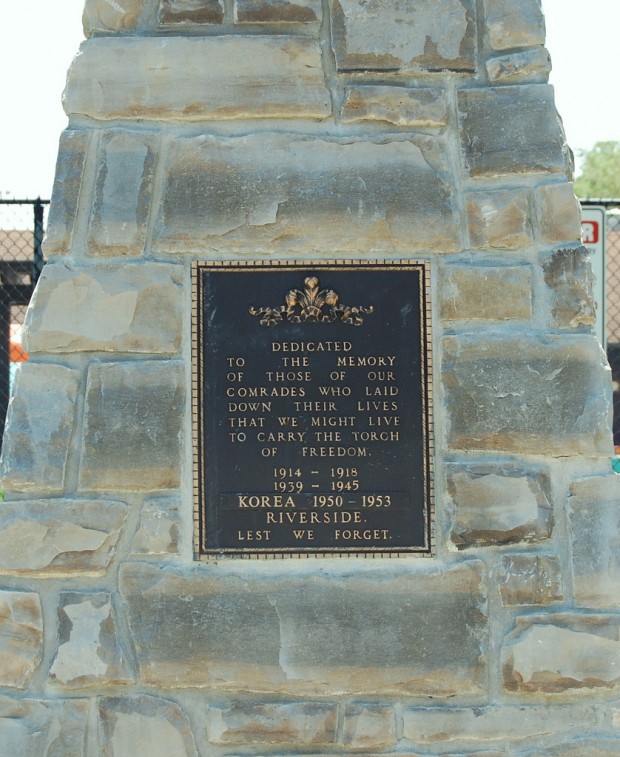 DEDICATED
TO THE MEMORY
OF THOSE OF OUR
COMRADES WHO LAID
DOWN THEIR LIVES
THAT WE MIGHT LIVE
TO CARRY THE TORCH
OF FREEDOM.
1914 - 1918
1939 - 1945
KOREA 1950 - 1953
RIVERSIDE.
LEST WE FORGET.